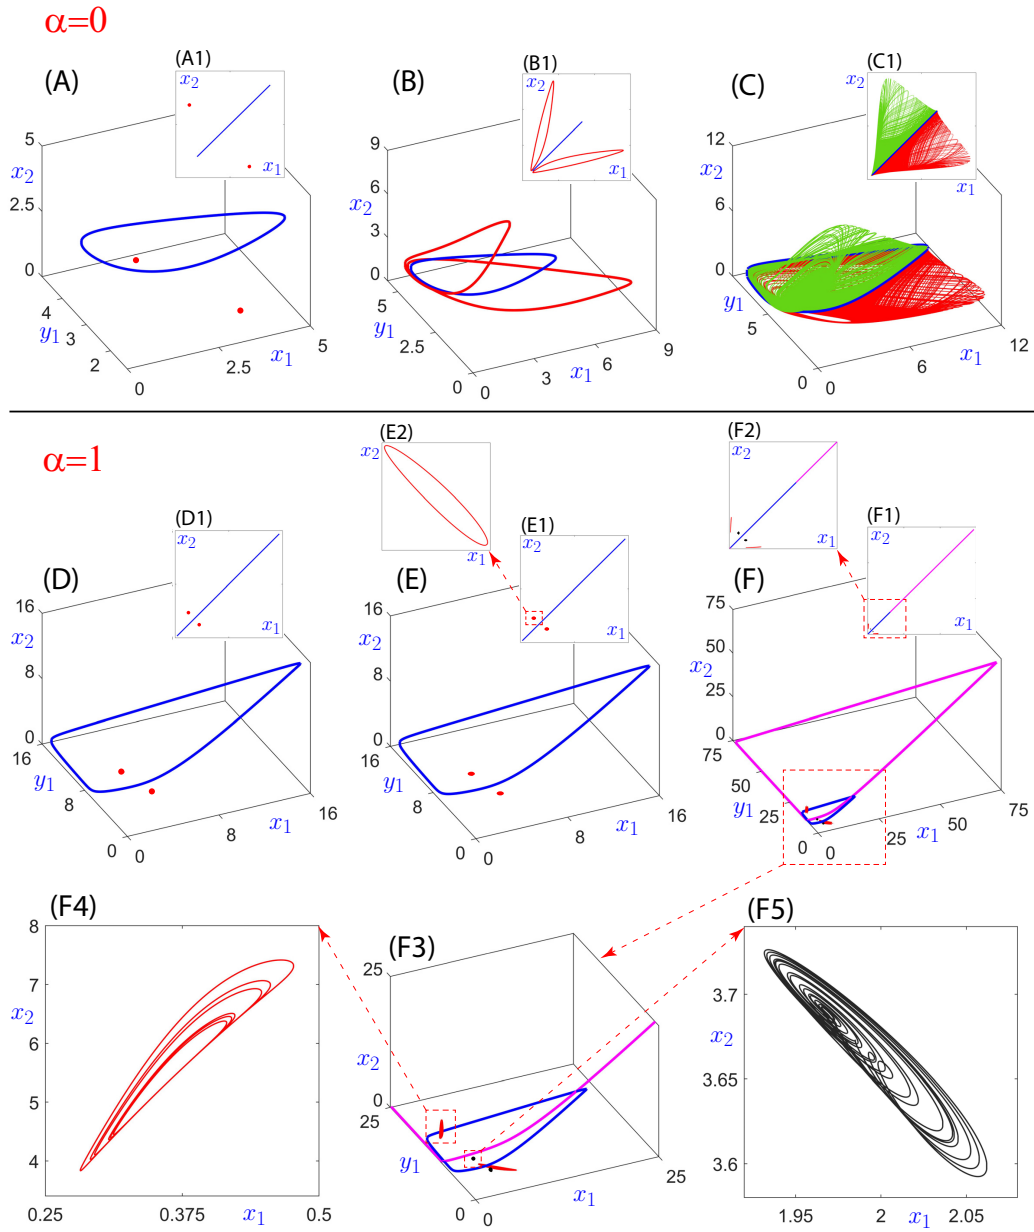 α=0
(A)
(A1)
x2
x1
5
x2
2.5
0
4
y1 3
2
0
2.5
x1
5
(B)
(B1)
x2
x1
9
6
x2
3
0
5
y1
2.5
0
0
3
x1
6
9
(C)
(C1)
x2
x1
12
x2
6
0
y1
5
0
0
6
x1
12
α=1
(D)
(D1)
x2
x1
16
x2
8
0
16
y1
8
0
0
8
x1
16
(E2)
x2
x1
(E)
(E1)
x2
x1
16
x2
8
0
16
y1
8
0
0
8
x1
16
(F2)
x2
x1
(F)
(F1)
x2
x1
75
50
x2
25
0
75
50
y1
25
0
0
25
x1
50
75
(F4)
8
7
x2
6
5
4
0.25
0.375
x1
0.5
(F3)
25
x2
0
25
y1
0
0
x1
25
(F5)
3.7
x2
3.65
3.6
1.95
x1
2
2.05